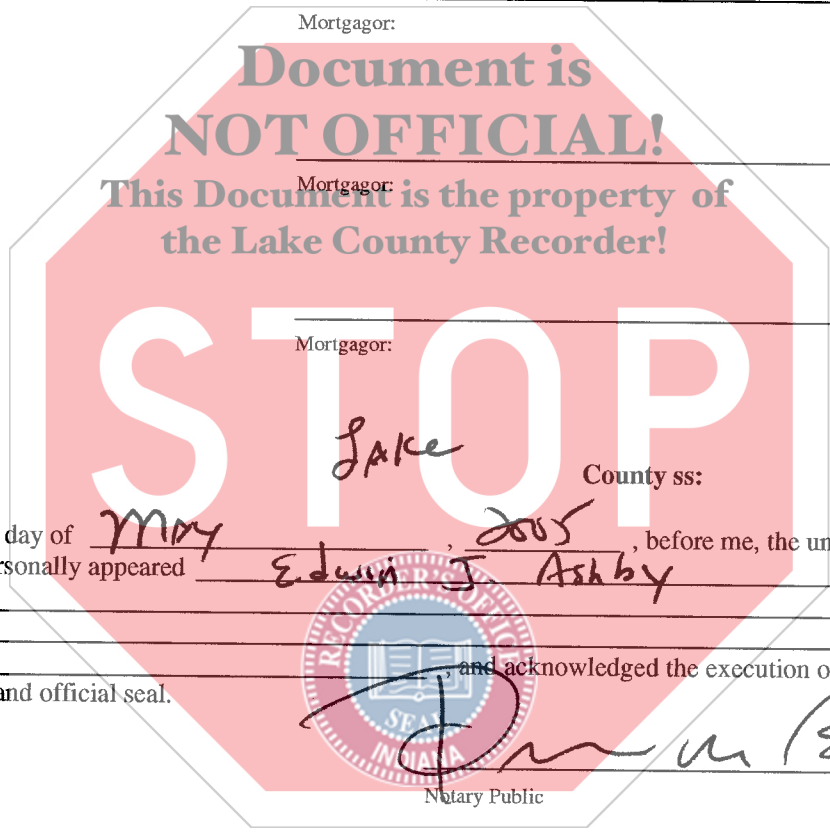 Mortgagor:
Document is
NOT OFFICIAL!
Mortgagor:
This Document is the property of
the Lake County Recorder!
STOP
Mortgagor:
Lake
County ss:
day of May , 2005 , before me, the un
rsonally appeared Edwin J. Ashby
RECORDER'S OFFICE
, and acknowledged the execution o
and official seal.
SEAL
INDIANA
Notary Public